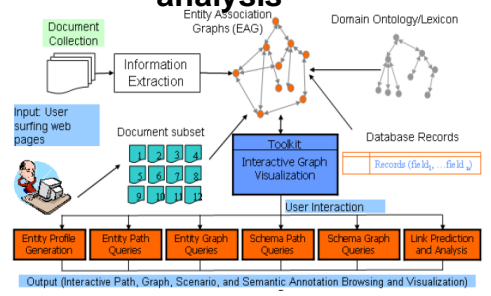 analysis
Entity Association
Graphs (EAG)
Domain Ontology/Lexicon
Document
Collection
Information
Extraction
Input: User
surfing web
pages
Document subset
1 2 3 4
5 6 7 8
9 10 11 12
Toolkit
Interactive Graph
Visualization
Database Records
Records (field1, …field n)
User Interaction
Entity Profile
Generation
Entity Path
Queries
Entity Graph
Queries
Schema Path
Queries
Schema Graph
Queries
Link Prediction
and Analysis
Output (Interactive Path, Graph, Scenario, and Semantic Annotation Browsing and Visualization)